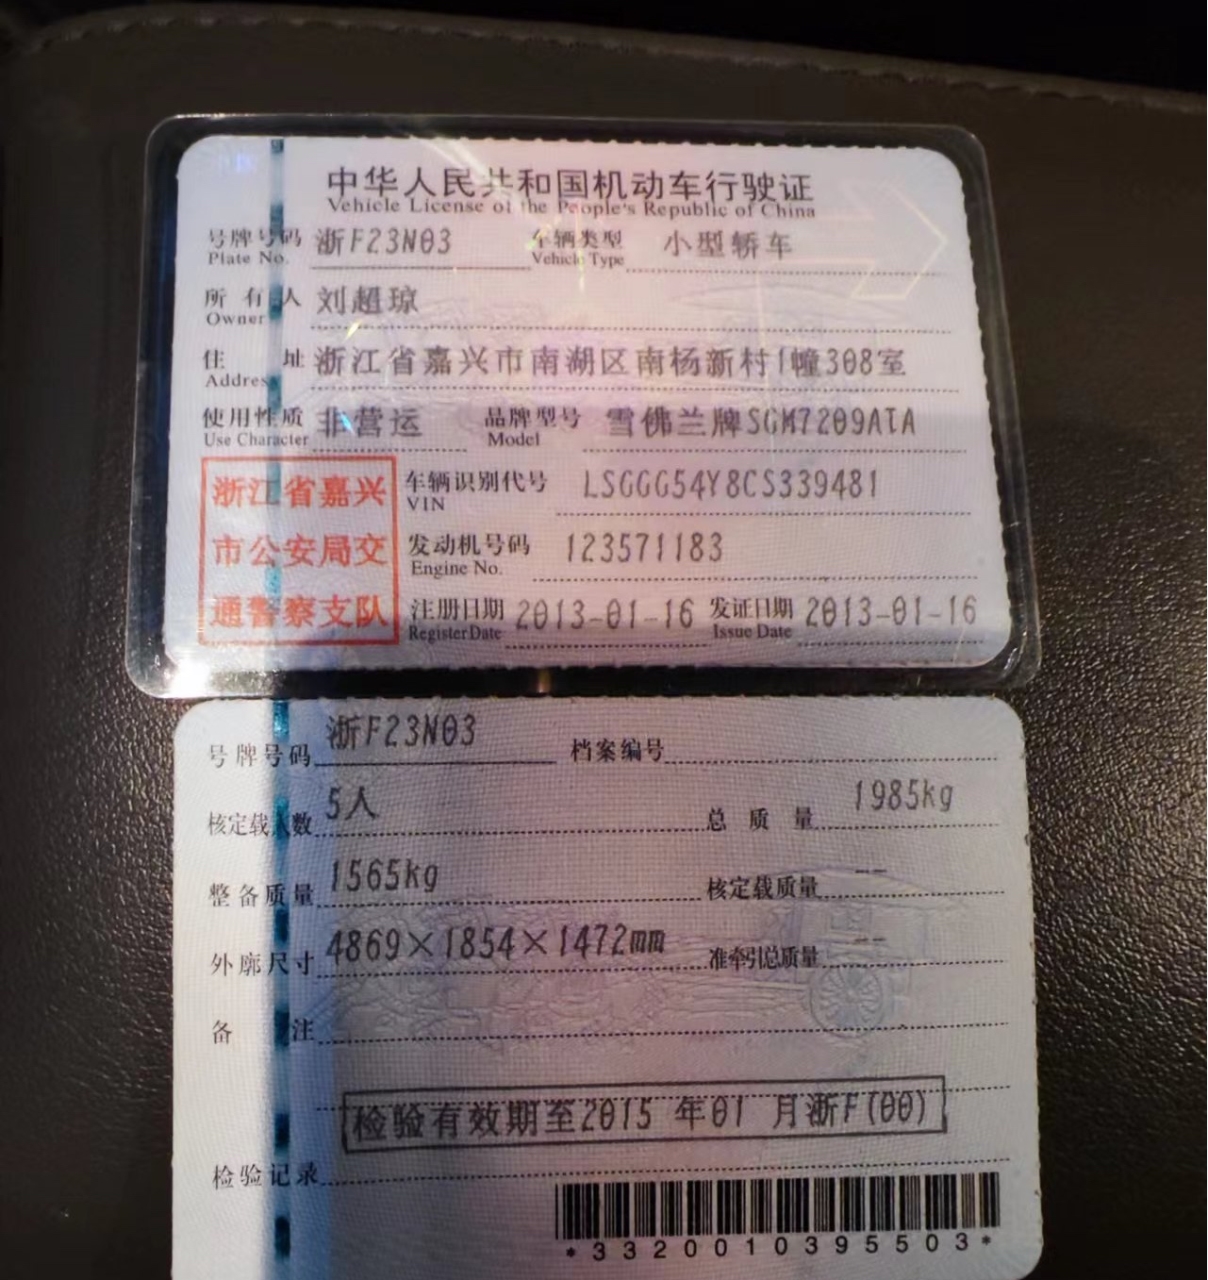 中华人民共和国机动车行驶证
Vehicle License of the People's Republic of China
号牌号码 浙F23N03 车辆类型 小型轿车
Plate No. Vehicle Type
所有人 刘超琼
Owner
住址 浙江省嘉兴市南湖区南杨新村1幢308室
Address
使用性质 非营运 品牌型号 雪佛兰牌SGM7209ATA
Use Character Model
浙江省嘉兴 车辆识别代号 LSGGG54Y8CS339481
VIN
市公安局交 发动机号码 123571183
Engine No.
通警察支队 注册日期 2013-01-16 发证日期 2013-01-16
Register Date Issue Date
号牌号码 浙F23N03 档案编号
核定载人数 5人 总质量 1985kg
整备质量 1565kg 核定载质量 --
外廓尺寸 4869×1854×1472mm 准牵引总质量 --
备注
检验有效期至2015 年01 月浙F(00)
检验记录
*3320010395503*